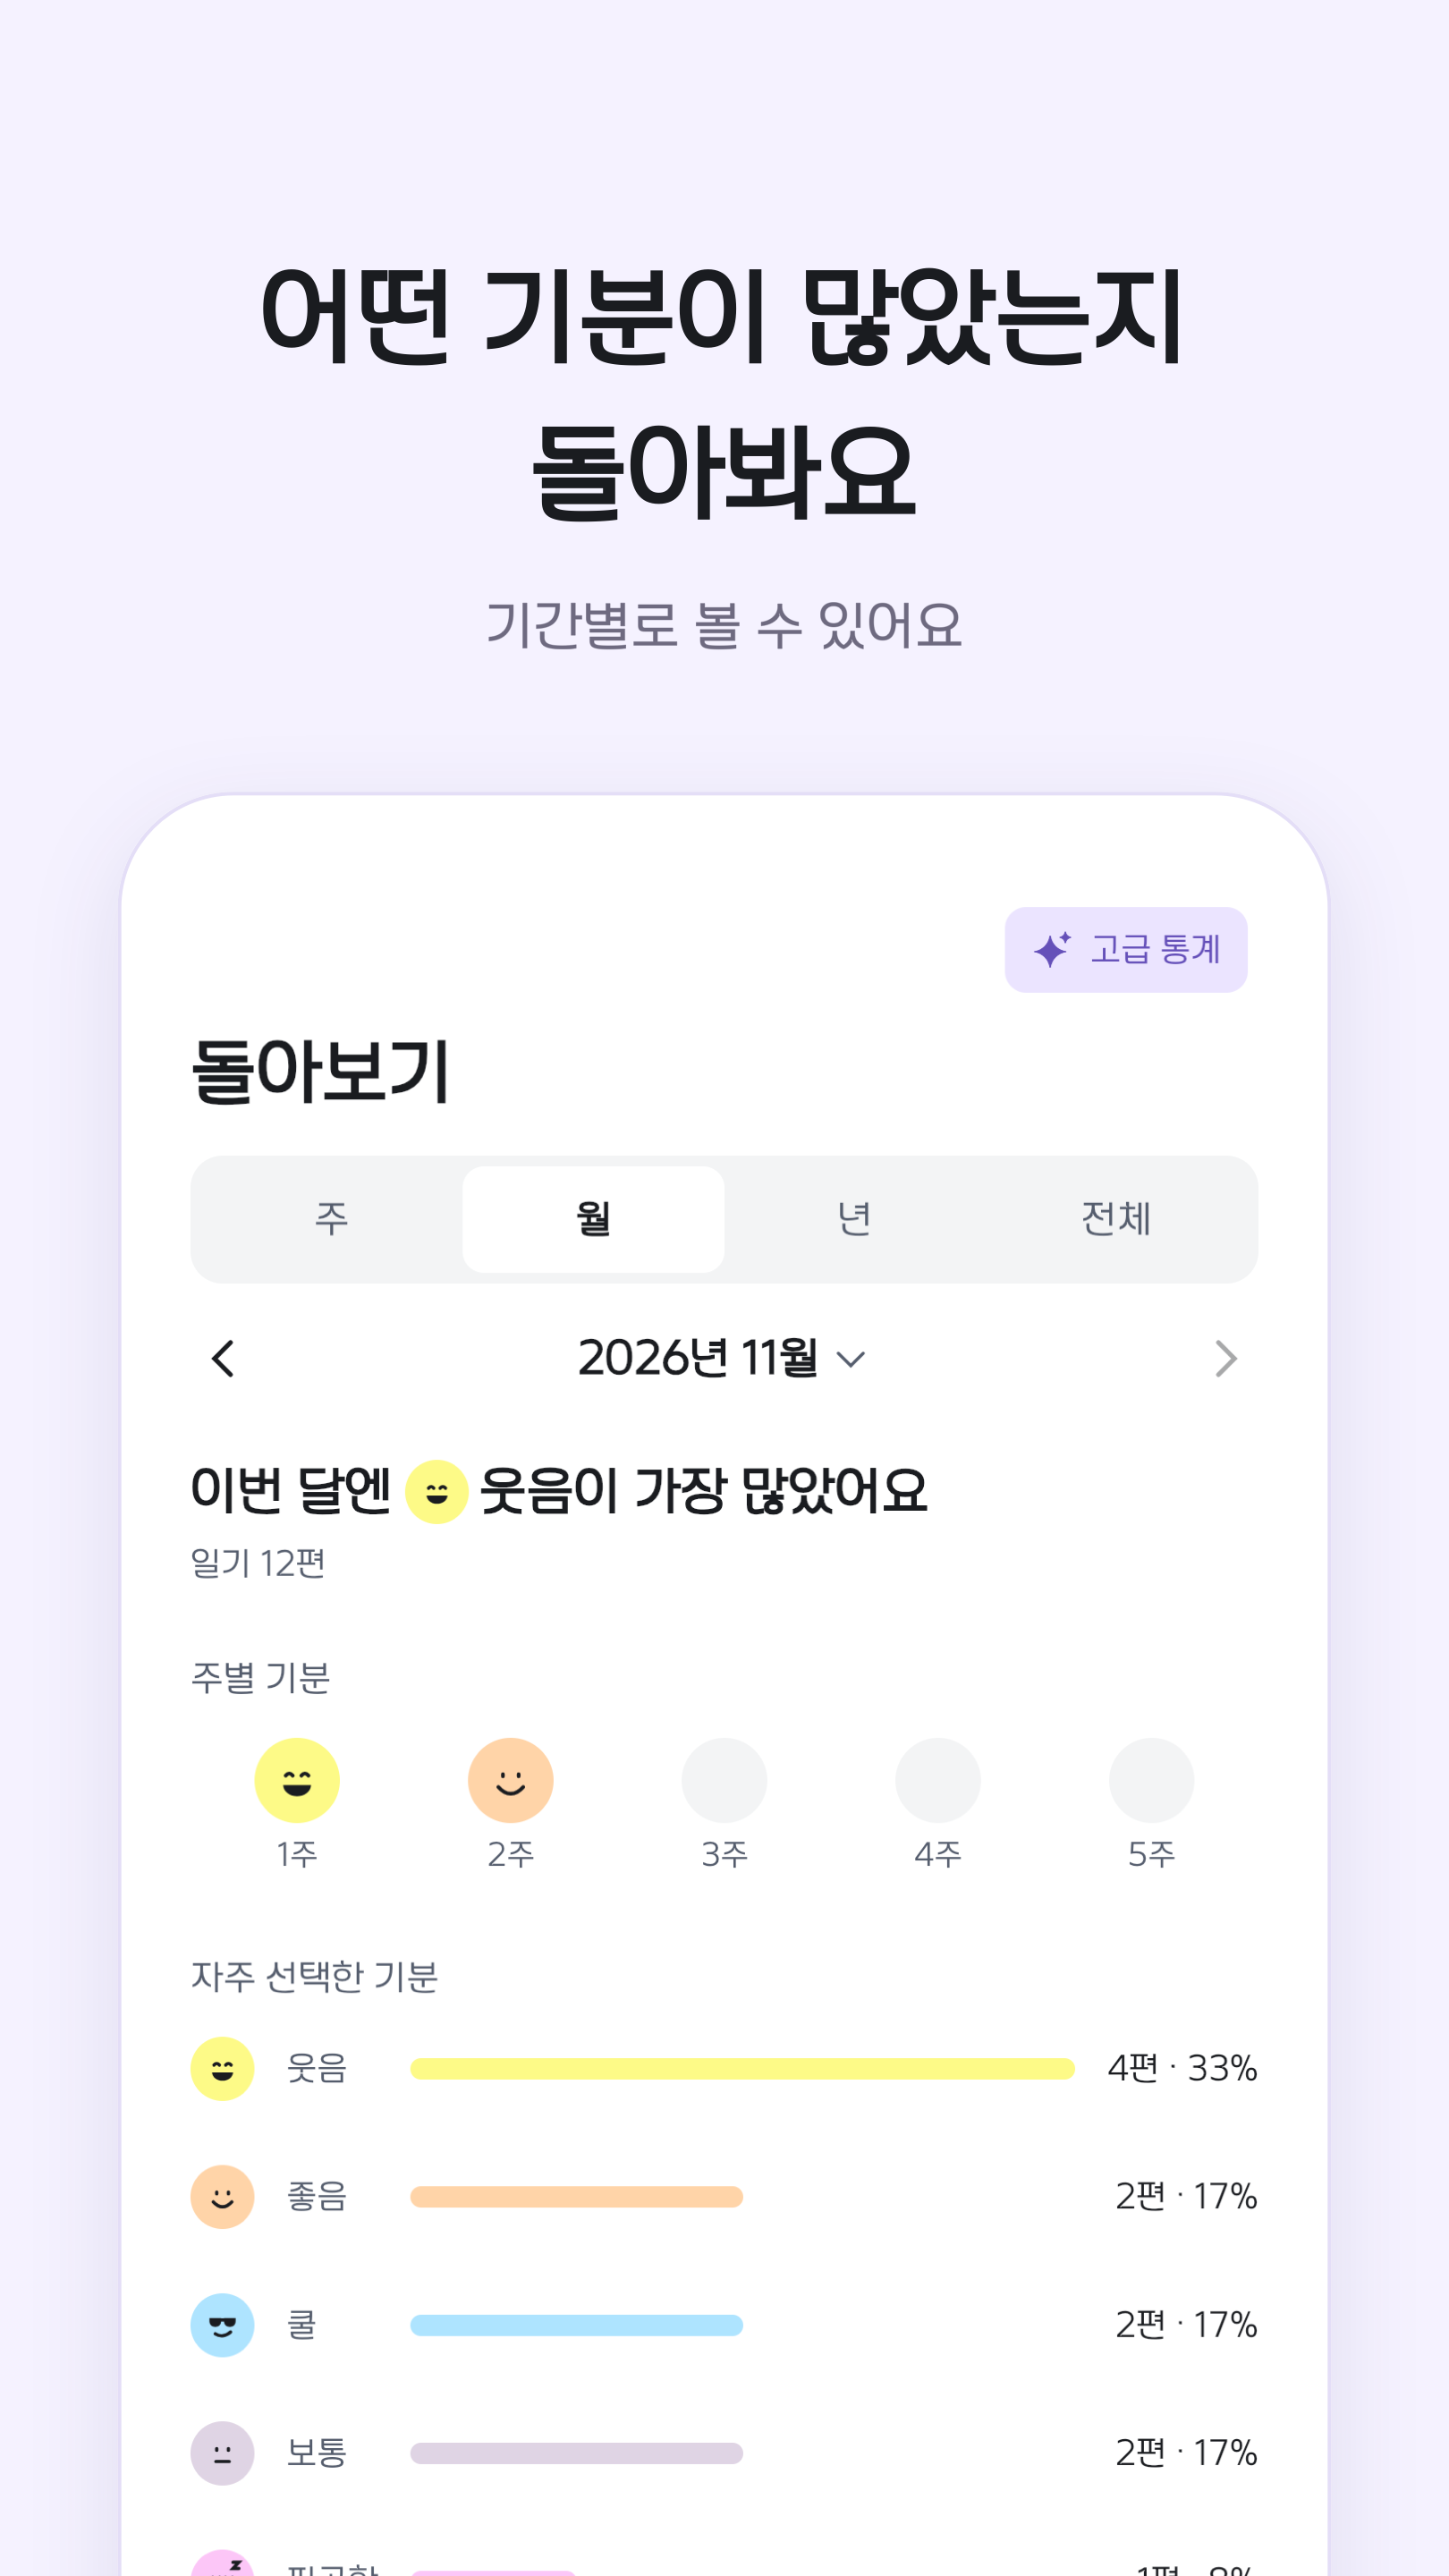 어떤 기분이 많았는지
돌아봐요
기간별로 볼 수 있어요
고급 통계
돌아보기
주 월 년 전체
2026년 11월
이번 달엔 웃음이 가장 많았어요
일기 12편
주별 기분
1주 2주 3주 4주 5주
자주 선택한 기분
웃음 4편 · 33%
좋음 2편 · 17%
쿨 2편 · 17%
보통 2편 · 17%